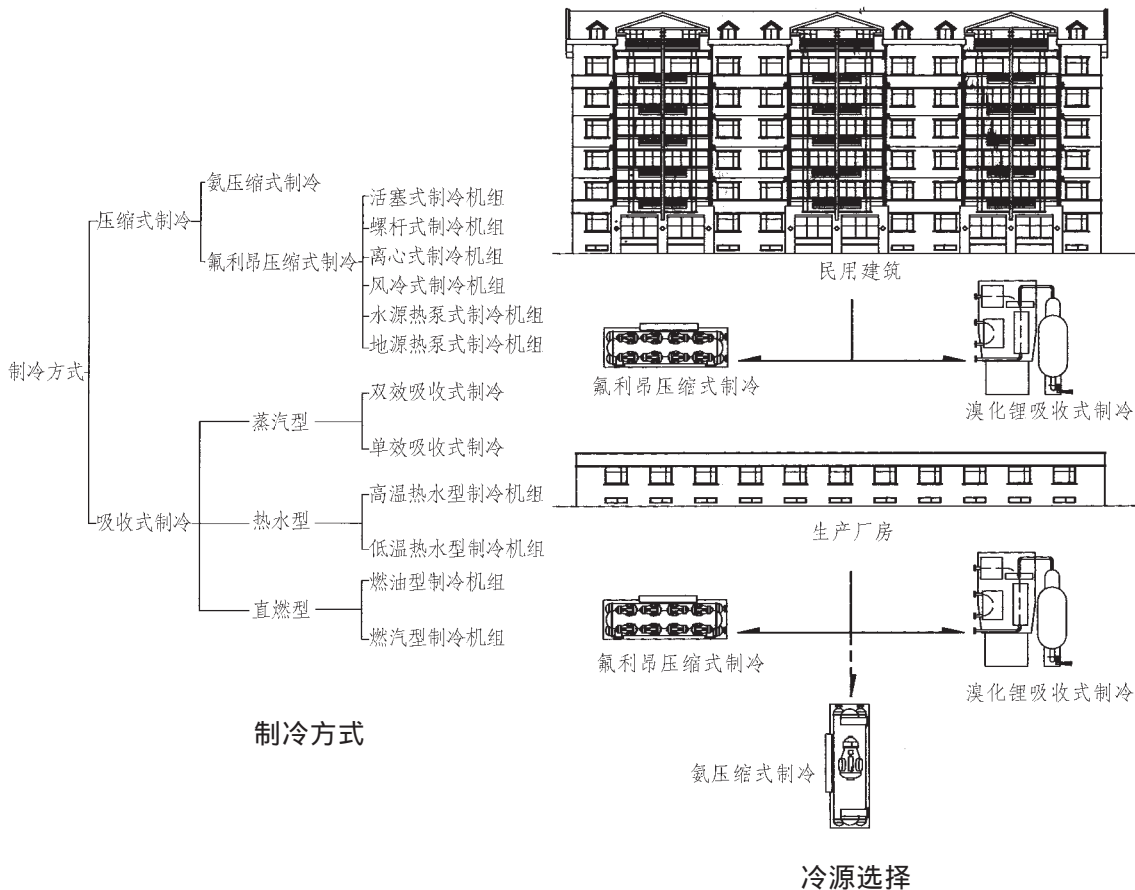 制冷方式
压缩式制冷
氨压缩式制冷
氟利昂压缩式制冷
活塞式制冷机组
螺杆式制冷机组
离心式制冷机组
风冷式制冷机组
水源热泵式制冷机组
地源热泵式制冷机组
吸收式制冷
蒸汽型
双效吸收式制冷
单效吸收式制冷
热水型
高温热水型制冷机组
低温热水型制冷机组
直燃型
燃油型制冷机组
燃汽型制冷机组
制冷方式
民用建筑
氟利昂压缩式制冷
溴化锂吸收式制冷
生产厂房
氟利昂压缩式制冷
溴化锂吸收式制冷
氨压缩式制冷
冷源选择